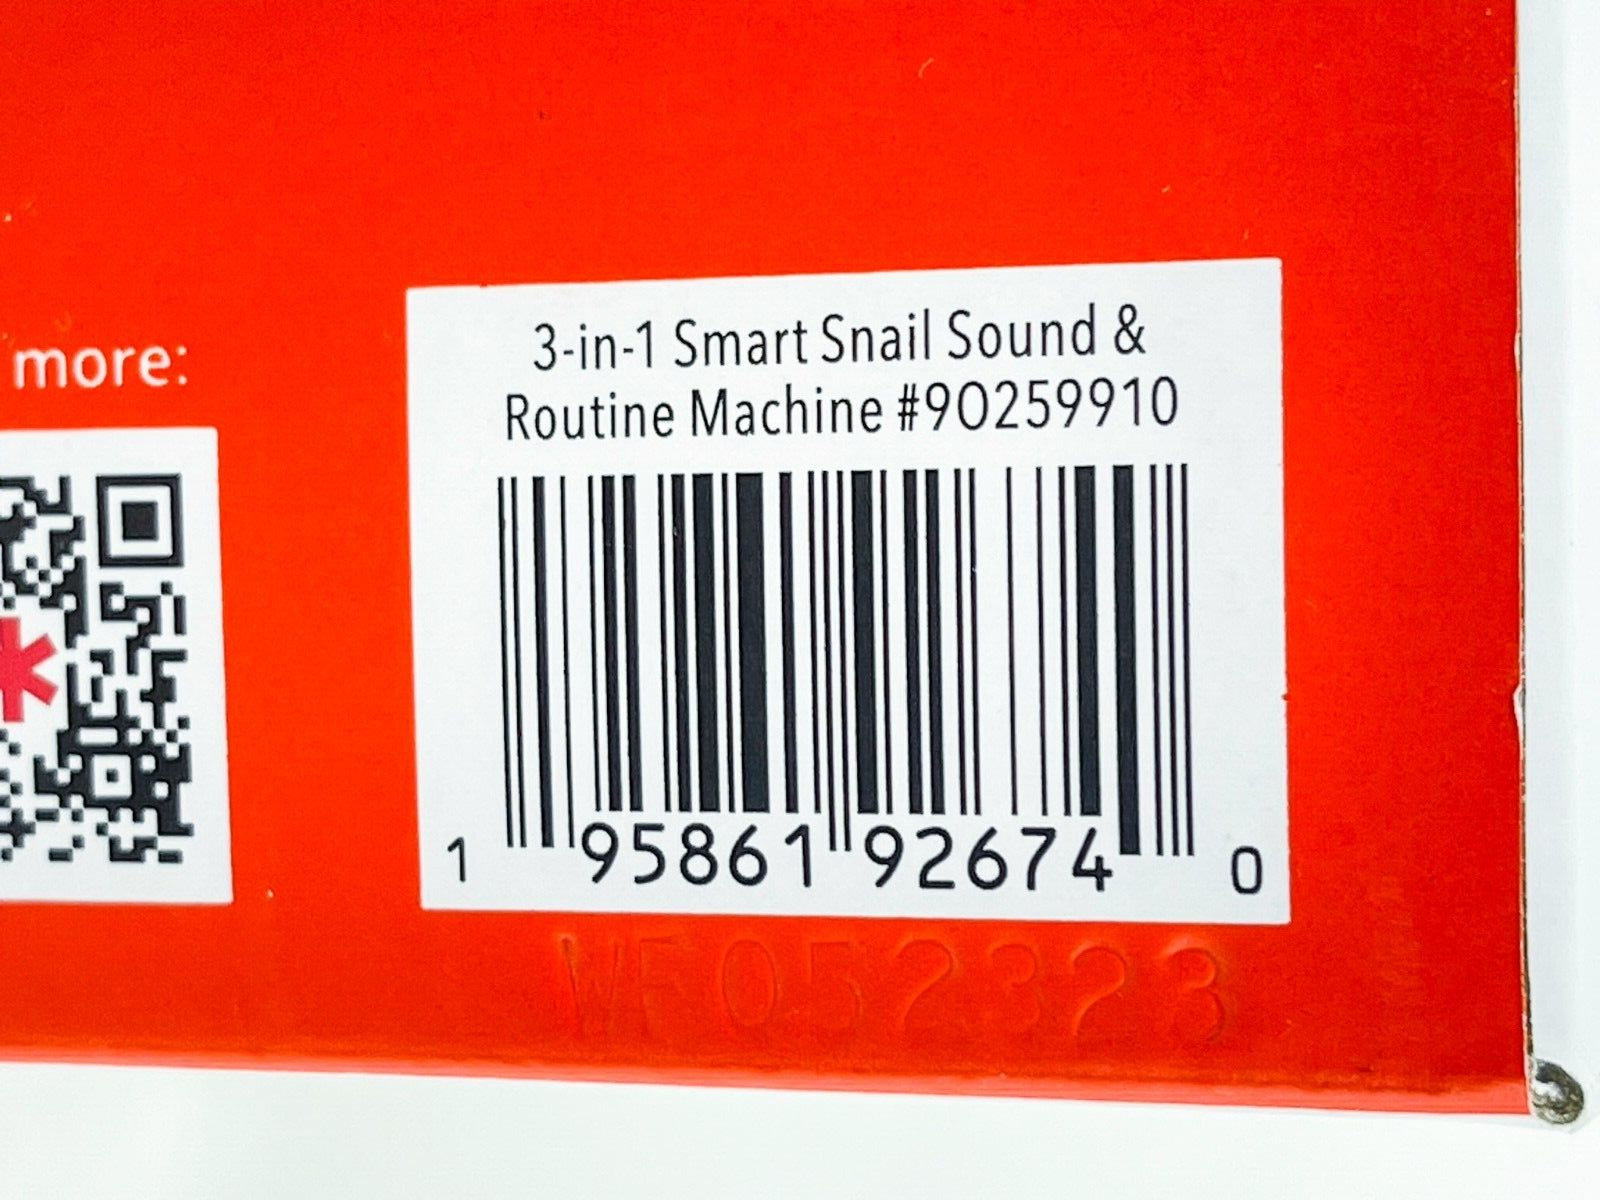 more:
3-in-1 Smart Snail Sound &
Routine Machine #90259910
1 95861 92674 0
WF052323